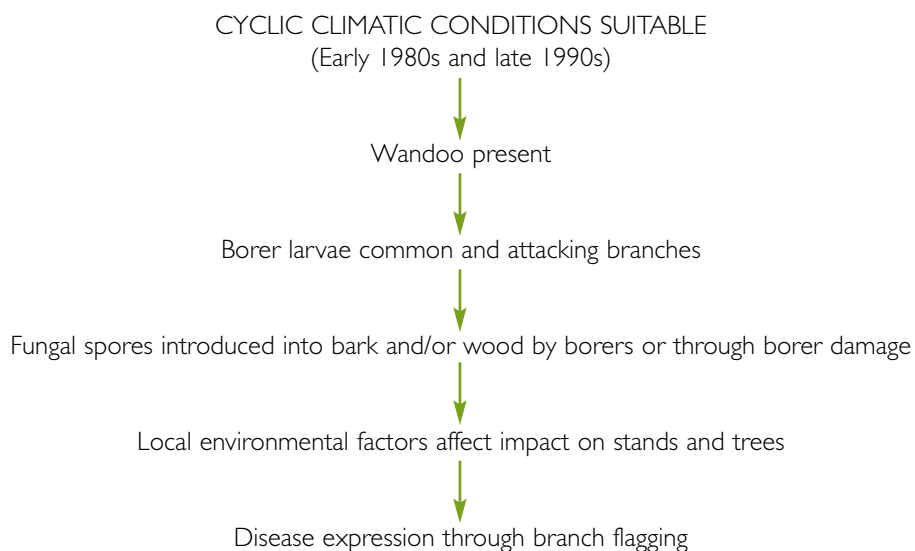 CYCLIC CLIMATIC CONDITIONS SUITABLE
(Early 1980s and late 1990s)
Wandoo present
Borer larvae common and attacking branches
Fungal spores introduced into bark and/or wood by borers or through borer damage
Local environmental factors affect impact on stands and trees
Disease expression through branch flagging